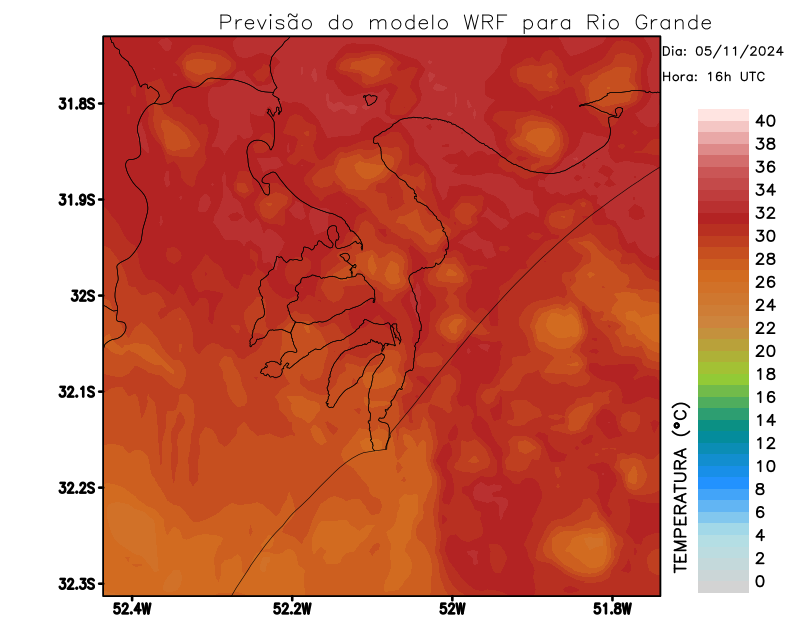 Previsão do modelo WRF para Rio Grande
Dia: 05/11/2024
Hora: 16h UTC
31.8S
31.9S
32S
32.1S
32.2S
32.3S
52.4W
52.2W
52W
51.8W
TEMPERATURA (°C)
40
38
36
34
32
30
28
26
24
22
20
18
16
14
12
10
8
6
4
2
0